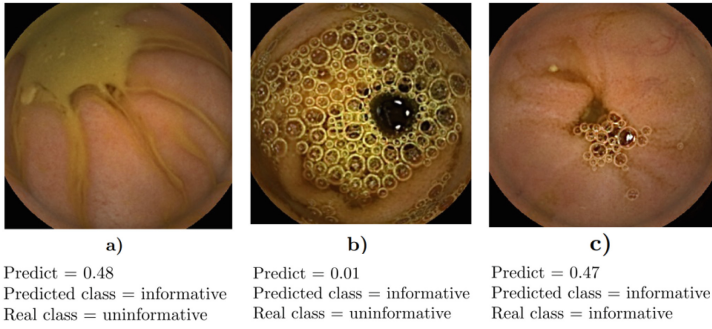 a)
Predict = 0.48
Predicted class = informative
Real class = uninformative
b)
Predict = 0.01
Predicted class = informative
Real class = uninformative
c)
Predict = 0.47
Predicted class = informative
Real class = informative